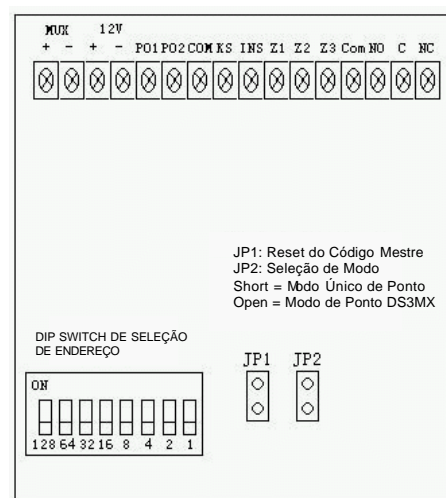 MUX 12V
+ - + - PO1 PO2 COM KS INS Z1 Z2 Z3 Com NO C NC
JP1: Reset do Código Mestre
JP2: Seleção de Modo
Short = Modo Único de Ponto
Open = Modo de Ponto DS3MX
DIP SWITCH DE SELEÇÃO
DE ENDEREÇO
JP1 JP2
ON
128 64 32 16 8 4 2 1